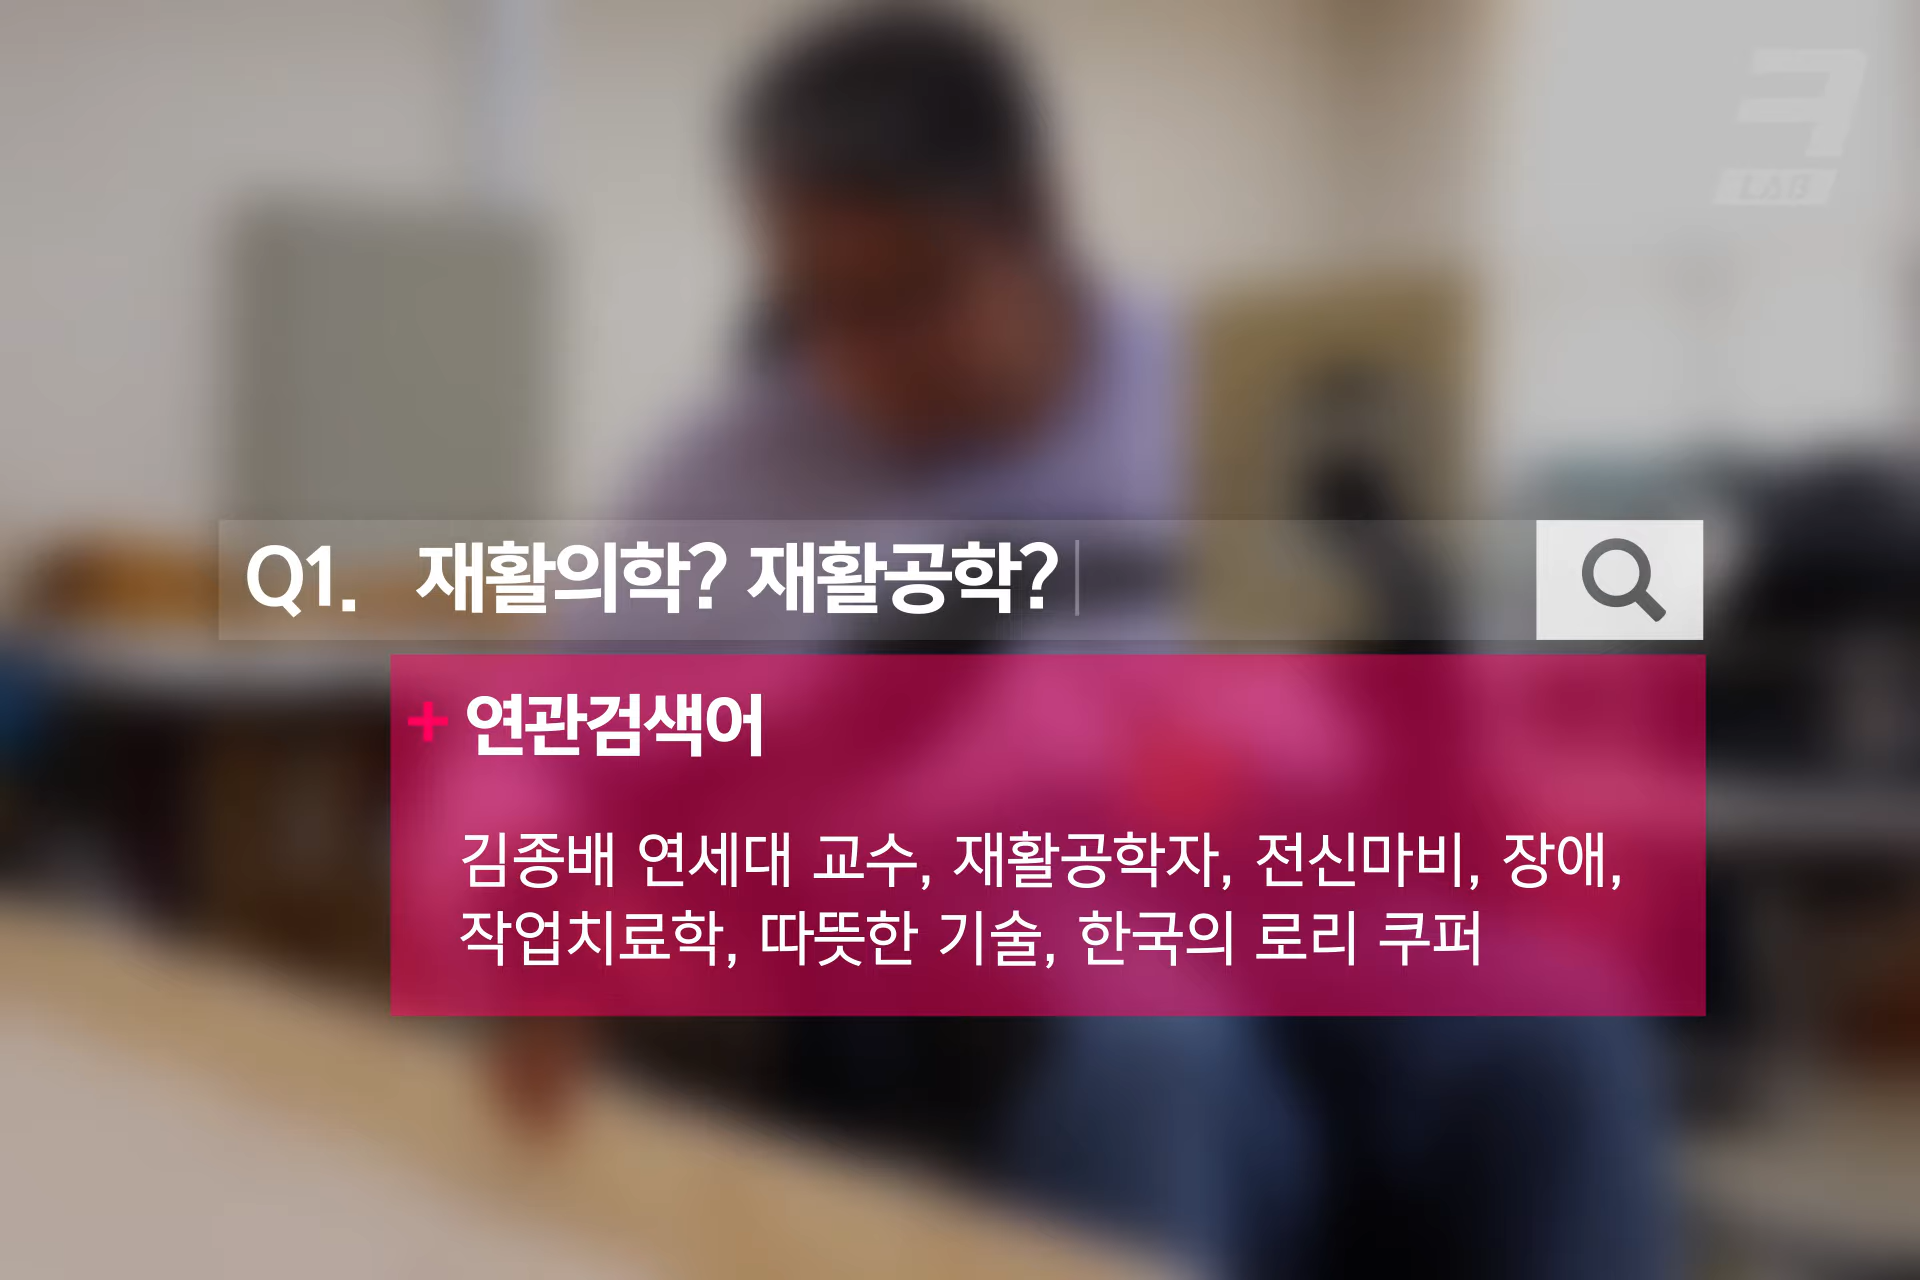 ㅋ
LAB
Q1. 재활의학? 재활공학?
+ 연관검색어
김종배 연세대 교수, 재활공학자, 전신마비, 장애,
작업치료학, 따뜻한 기술, 한국의 로리 쿠퍼